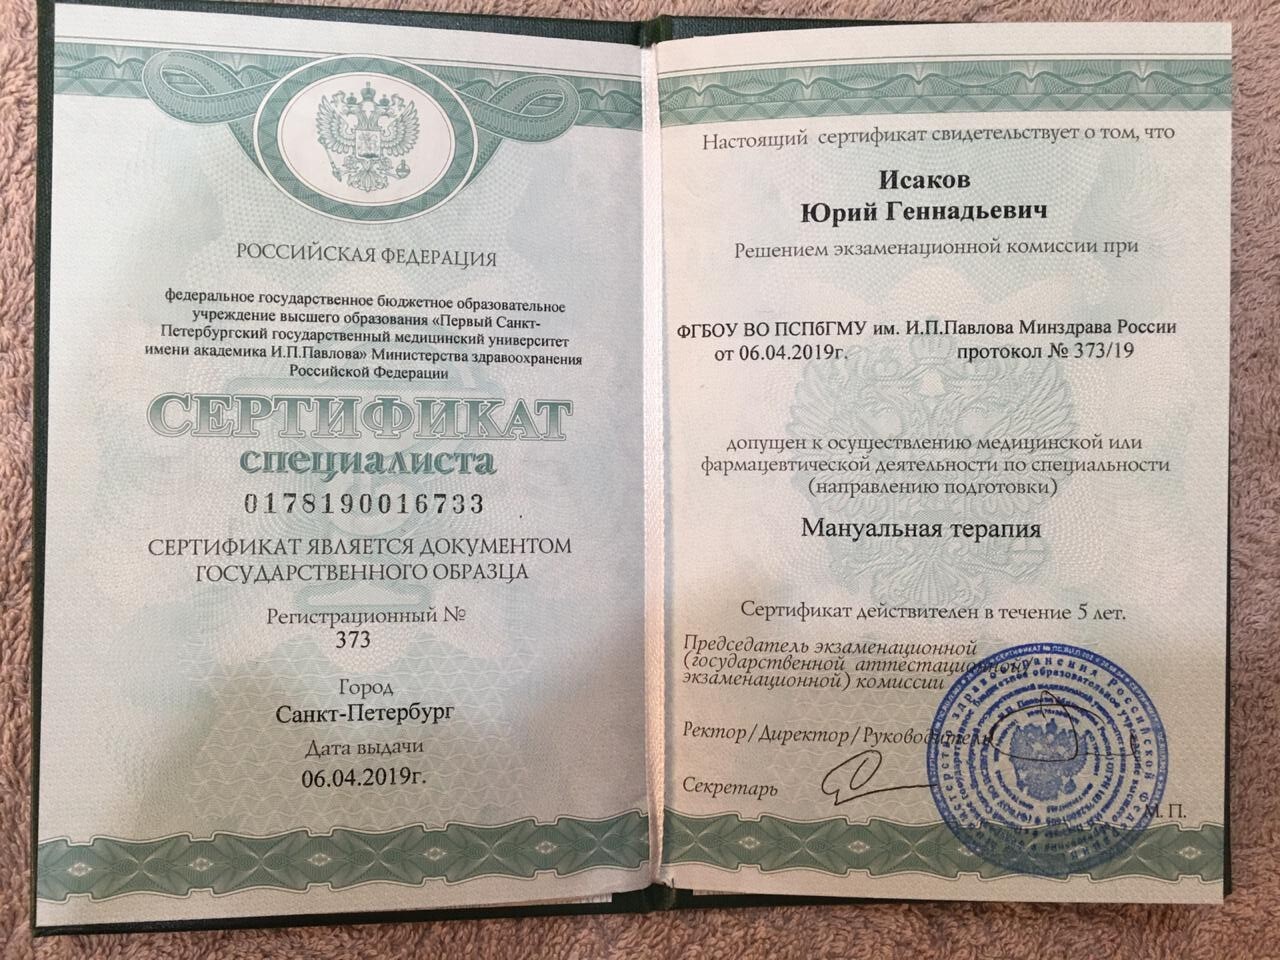 РОССИЙСКАЯ ФЕДЕРАЦИЯ
федеральное государственное бюджетное образовательное
учреждение высшего образования «Первый Санкт-
Петербургский государственный медицинский университет
имени академика И.П.Павлова» Министерства здравоохранения
Российской Федерации
СЕРТИФИКАТ
специалиста
0178190016733
СЕРТИФИКАТ ЯВЛЯЕТСЯ ДОКУМЕНТОМ
ГОСУДАРСТВЕННОГО ОБРАЗЦА
Регистрационный №
373
Город
Санкт-Петербург
Дата выдачи
06.04.2019г.
Настоящий сертификат свидетельствует о том, что
Исаков
Юрий Геннадьевич
Решением экзаменационной комиссии при
ФГБОУ ВО ПСПбГМУ им. И.П.Павлова Минздрава России
от 06.04.2019г. протокол № 373/19
допущен к осуществлению медицинской или
фармацевтической деятельности по специальности
(направлению подготовки)
Мануальная терапия
Сертификат действителен в течение 5 лет.
Председатель экзаменационной
(государственной аттестационной/
экзаменационной) комиссии
Ректор/Директор/Руководитель
Секретарь
М. П.